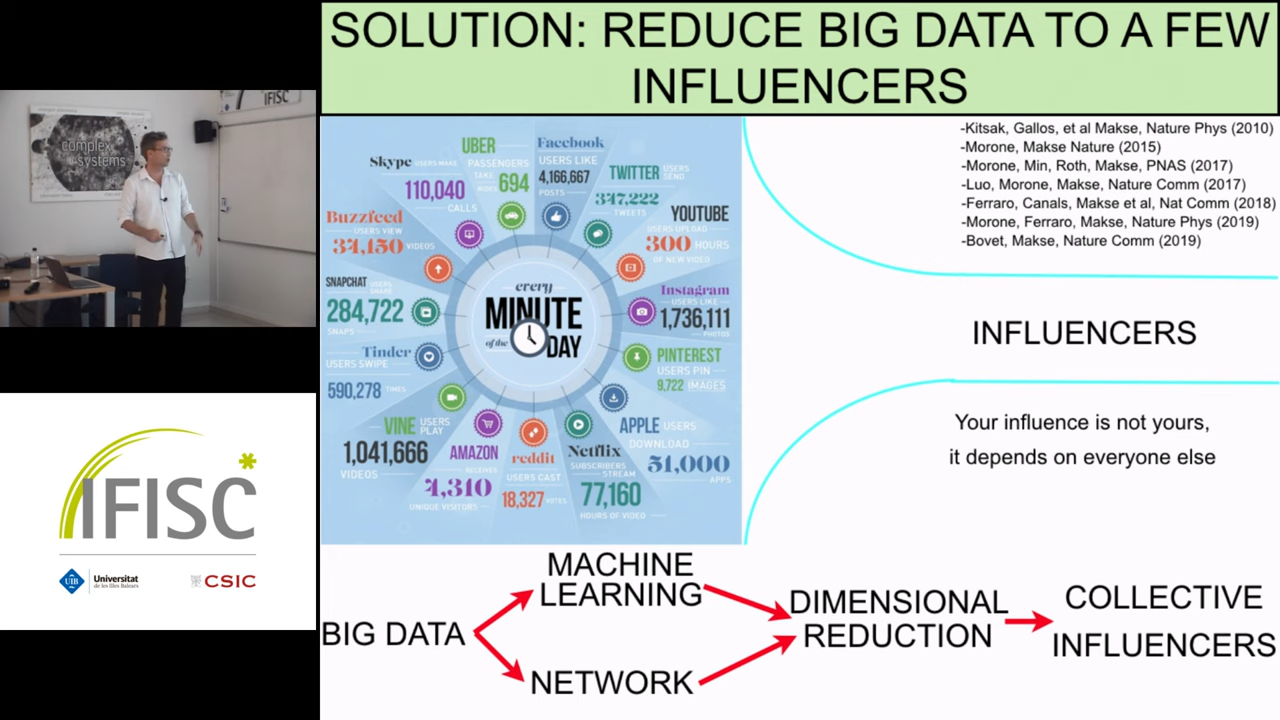 SOLUTION: REDUCE BIG DATA TO A FEW
INFLUENCERS
IFISC
complex
systems
-Kitsak, Gallos, et al Makse, Nature Phys (2010)
-Morone, Makse Nature (2015)
-Morone, Min, Roth, Makse, PNAS (2017)
-Luo, Morone, Makse, Nature Comm (2017)
-Ferraro, Canals, Makse et al, Nat Comm (2018)
-Morone, Ferraro, Makse, Nature Phys (2019)
-Bovet, Makse, Nature Comm (2019)
every
MINUTE
of the
DAY
UBER
PASSENGERS
TAKE
RIDES
694
Facebook
USERS LIKE
4,166,667
POSTS
TWITTER USERS
SEND
347,222
TWEETS
YOUTUBE
USERS UPLOAD
300 HOURS
OF NEW VIDEO
Instagram
USERS LIKE
1,736,111
PHOTOS
PINTEREST
USERS PIN
9,722 IMAGES
APPLE USERS
DOWNLOAD
51,000
APPS
Netflix
SUBSCRIBERS
STREAM
77,160
HOURS OF VIDEO
reddit
USERS CAST
18,327 VOTES
AMAZON
RECEIVES
4,310
UNIQUE VISITORS
VINE USERS
PLAY
1,041,666
VIDEOS
Tinder
USERS SWIPE
590,278 TIMES
SNAPCHAT USERS
SHARE
284,722
SNAPS
Buzzfeed
USERS VIEW
34,150 VIDEOS
Skype USERS MAKE
110,040
CALLS
INFLUENCERS
Your influence is not yours,
it depends on everyone else
IFISC
UIB
Universitat
de les Illes Balears
CSIC
BIG DATA
MACHINE
LEARNING
NETWORK
DIMENSIONAL
REDUCTION
COLLECTIVE
INFLUENCERS